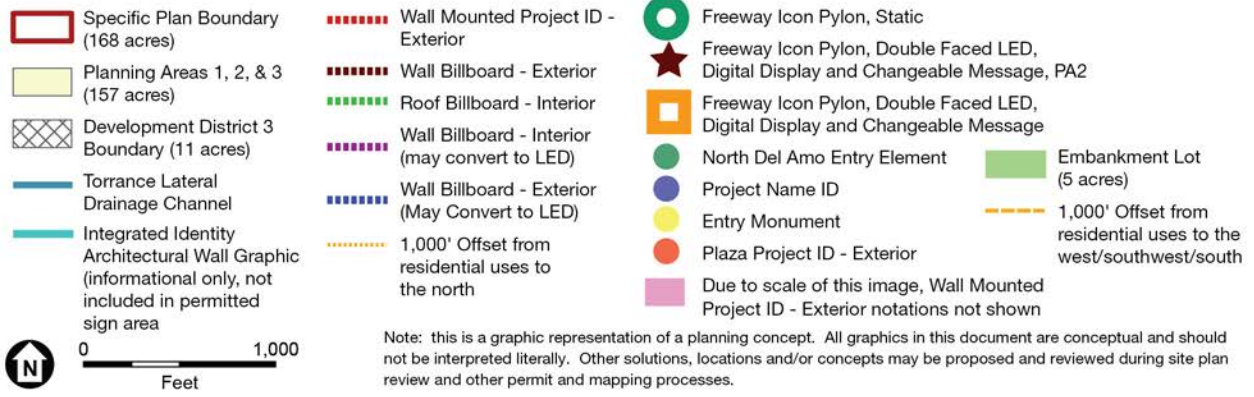 Specific Plan Boundary
(168 acres)
Planning Areas 1, 2, & 3
(157 acres)
Development District 3
Boundary (11 acres)
Torrance Lateral
Drainage Channel
Integrated Identity
Architectural Wall Graphic
(informational only, not
included in permitted
sign area
Wall Mounted Project ID -
Exterior
Wall Billboard - Exterior
Roof Billboard - Interior
Wall Billboard - Interior
(may convert to LED)
Wall Billboard - Exterior
(May Convert to LED)
1,000' Offset from
residential uses to
the north
Freeway Icon Pylon, Static
Freeway Icon Pylon, Double Faced LED,
Digital Display and Changeable Message, PA2
Freeway Icon Pylon, Double Faced LED,
Digital Display and Changeable Message
North Del Amo Entry Element
Project Name ID
Entry Monument
Plaza Project ID - Exterior
Due to scale of this image, Wall Mounted
Project ID - Exterior notations not shown
Embankment Lot
(5 acres)
1,000' Offset from
residential uses to the
west/southwest/south
N
0 1,000
Feet
Note: this is a graphic representation of a planning concept. All graphics in this document are conceptual and should
not be interpreted literally. Other solutions, locations and/or concepts may be proposed and reviewed during site plan
review and other permit and mapping processes.